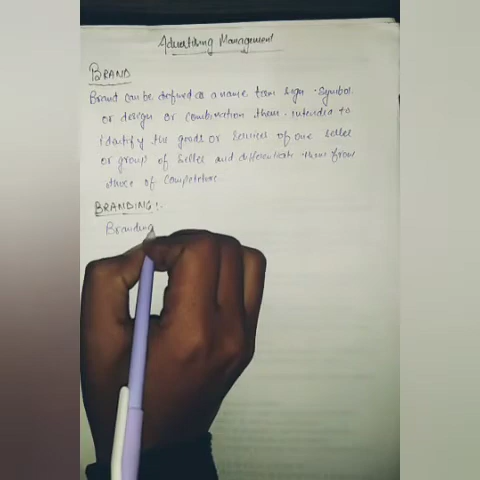 Advertising Management
BRAND
Brand can be defined as a name term sign . Symbol
or design or combination them . intended to
identify the goods or services of one seller
or group of seller and differentiate them from
those of competetors.
BRANDING :-
Branding